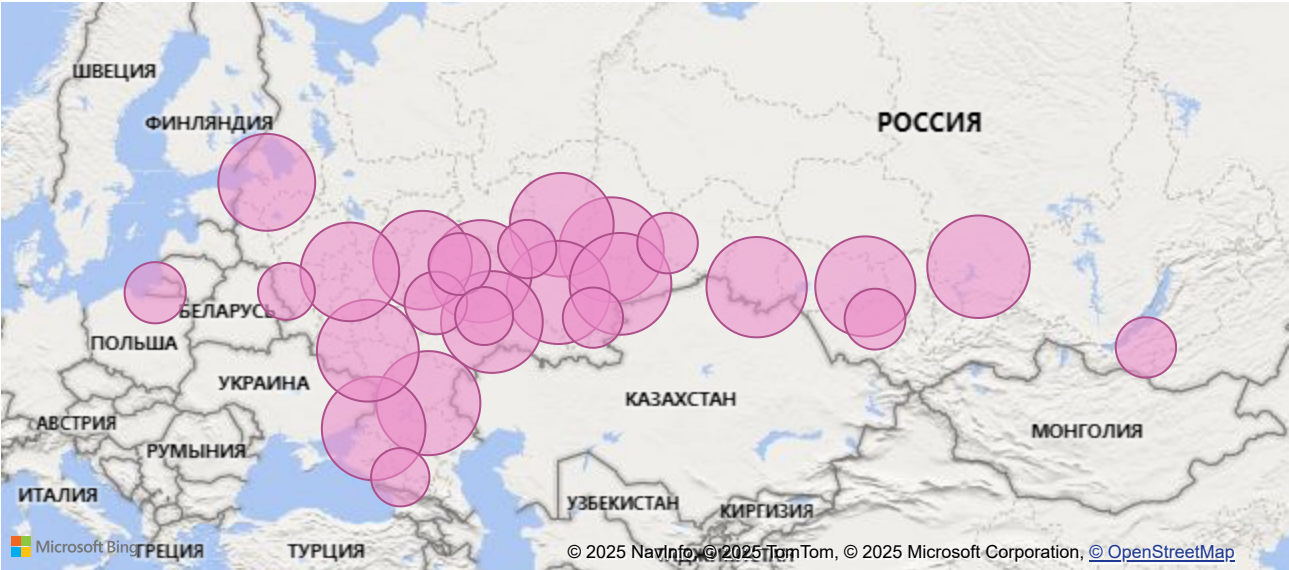 ШВЕЦИЯ
ФИНЛЯНДИЯ
РОССИЯ
БЕЛАРУСЬ
ПОЛЬША
УКРАИНА
КАЗАХСТАН
АВСТРИЯ
МОНГОЛИЯ
РУМЫНИЯ
ИТАЛИЯ
УЗБЕКИСТАН
КИРГИЗИЯ
Microsoft Bing
ГРЕЦИЯ
ТУРЦИЯ
© 2025 NavInfo, © 2025 TomTom, © 2025 Microsoft Corporation, © OpenStreetMap